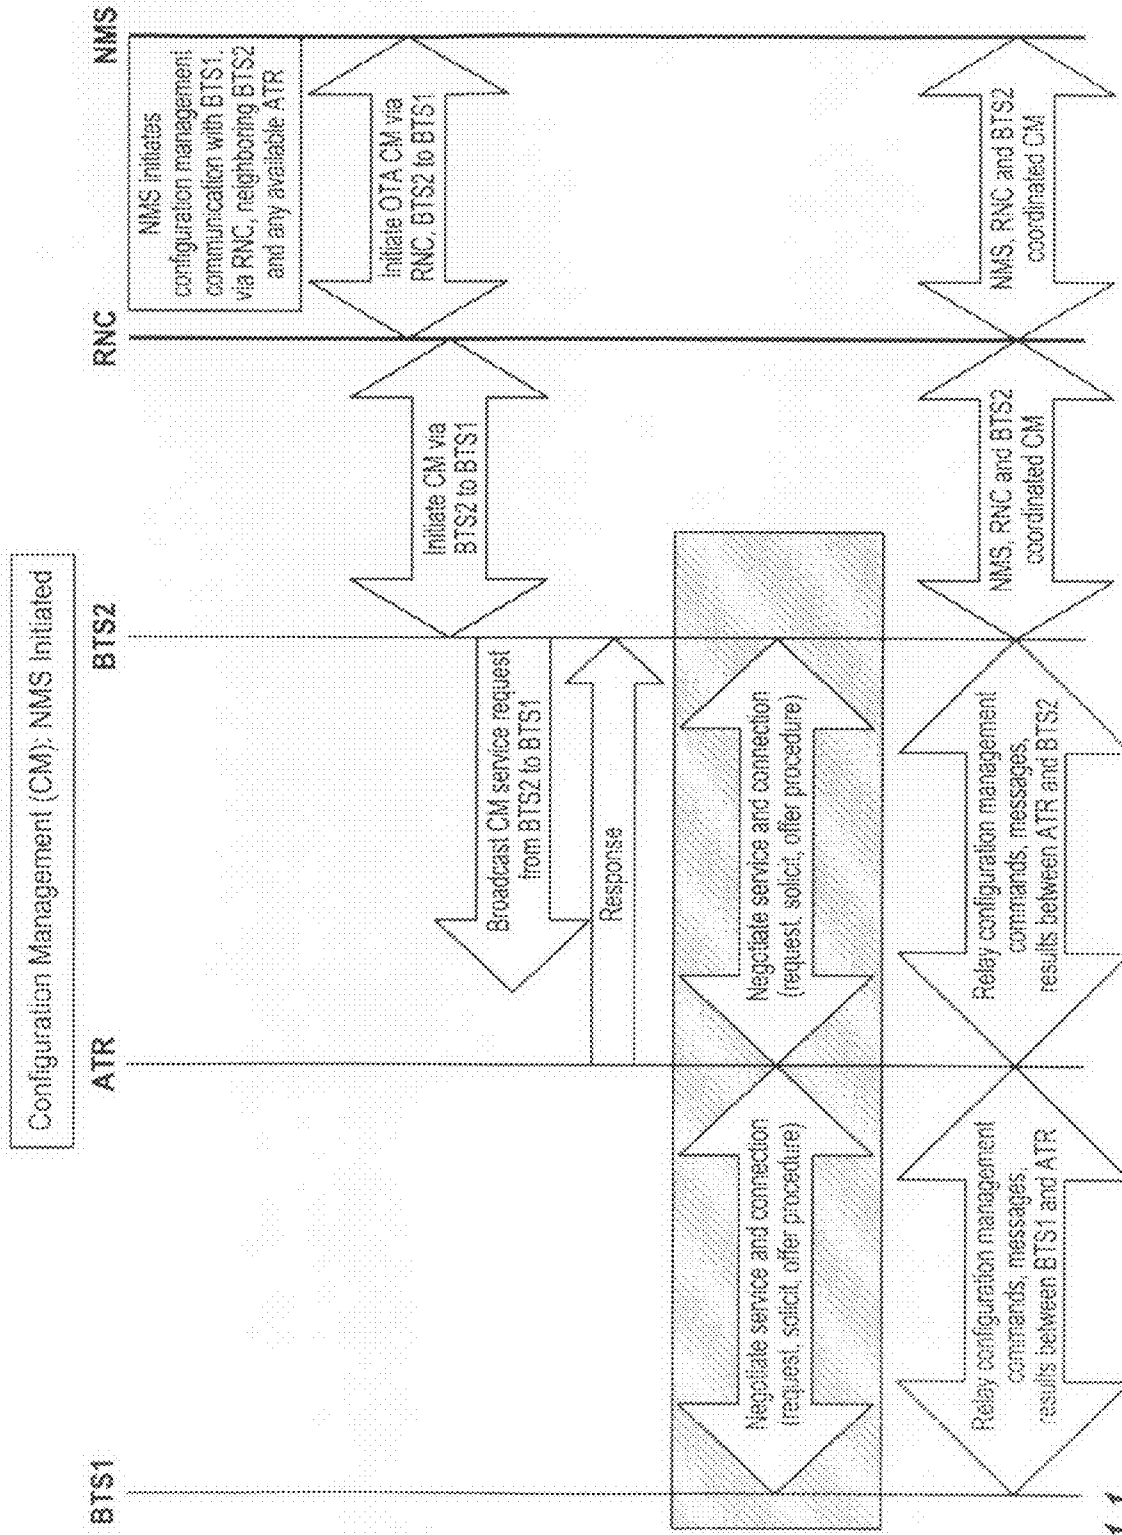 Configuration Management (CM): NMS Initiated
BTS1
ATR
BTS2
RNC
NMS
NMS initiates
configuration management
communication with BTS1,
via RNC, neighboring BTS2
and any available ATR
Initiate OTA CM via
RNC, BTS2 to BTS1
Initiate CM via
BTS2 to BTS1
Broadcast CM service request
from BTS2 to BTS1
Response
Negotiate service and connection
(request, solicit, offer procedure)
Negotiate service and connection
(request, solicit, offer procedure)
Relay configuration management
commands, messages,
results between BTS1 and ATR
Relay configuration management
commands, messages,
results between ATR and BTS2
NMS, RNC and BTS2
coordinated CM
NMS, RNC and BTS2
coordinated CM